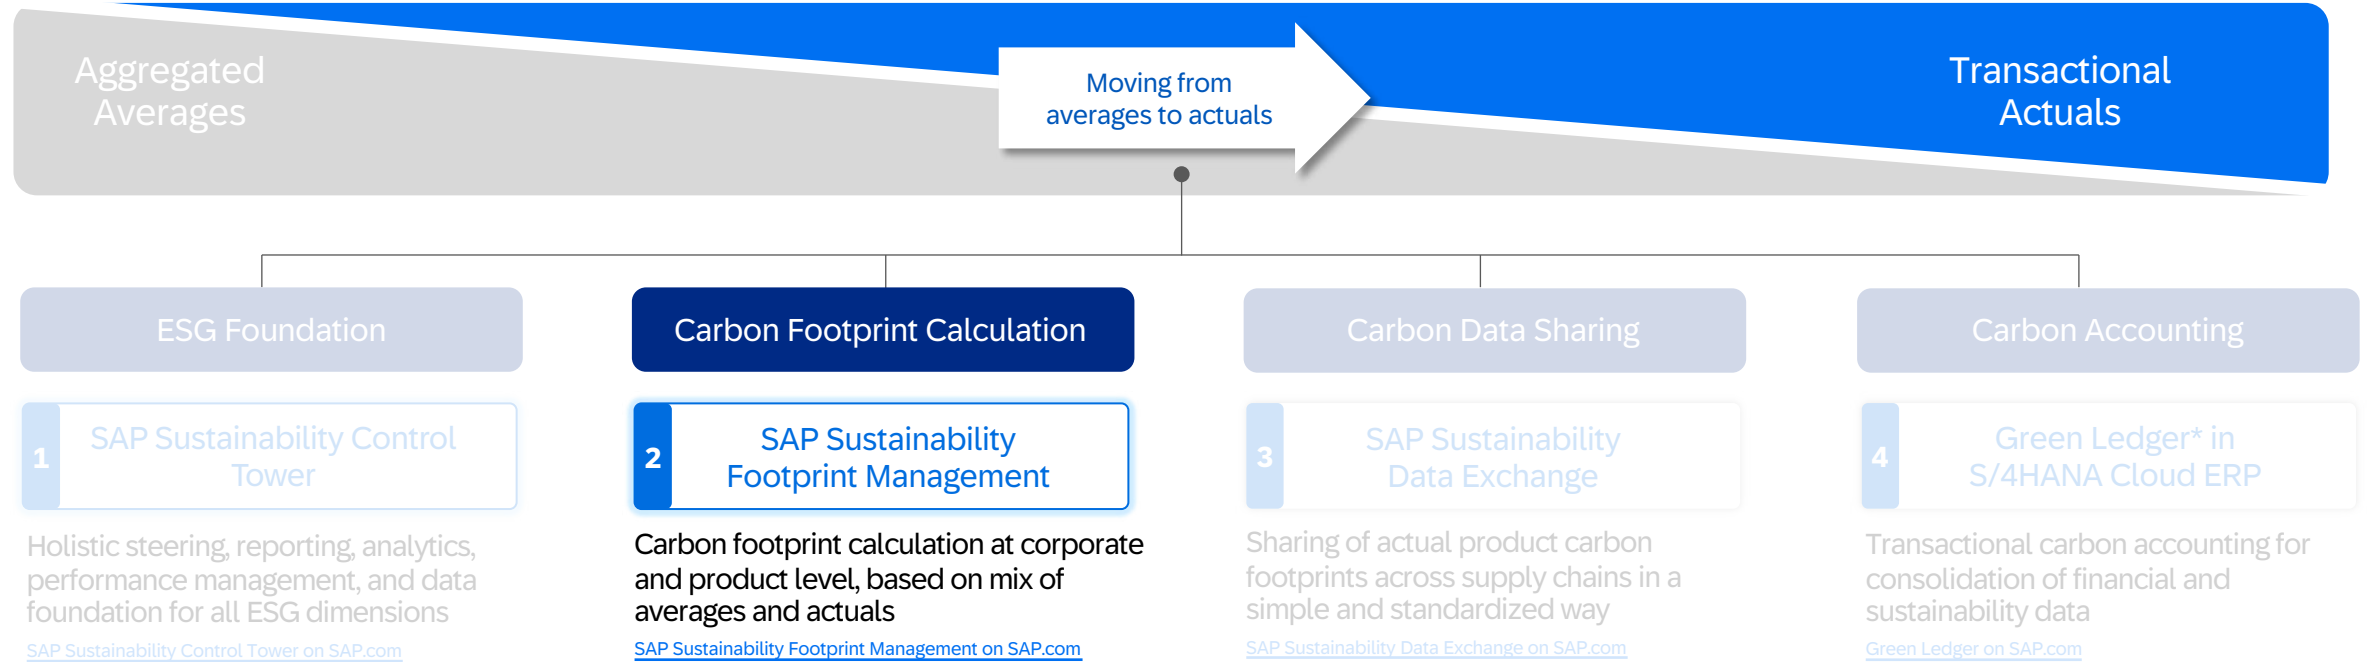 Aggregated
Averages
Moving from
averages to actuals
Transactional
Actuals
ESG Foundation
1
SAP Sustainability Control
Tower
Holistic steering, reporting, analytics,
performance management, and data
foundation for all ESG dimensions
SAP Sustainability Control Tower on SAP.com
Carbon Footprint Calculation
2
SAP Sustainability
Footprint Management
Carbon footprint calculation at corporate
and product level, based on mix of
averages and actuals
SAP Sustainability Footprint Management on SAP.com
Carbon Data Sharing
3
SAP Sustainability
Data Exchange
Sharing of actual product carbon
footprints across supply chains in a
simple and standardized way
SAP Sustainability Data Exchange on SAP.com
Carbon Accounting
4
Green Ledger* in
S/4HANA Cloud ERP
Transactional carbon accounting for
consolidation of financial and
sustainability data
Green Ledger on SAP.com